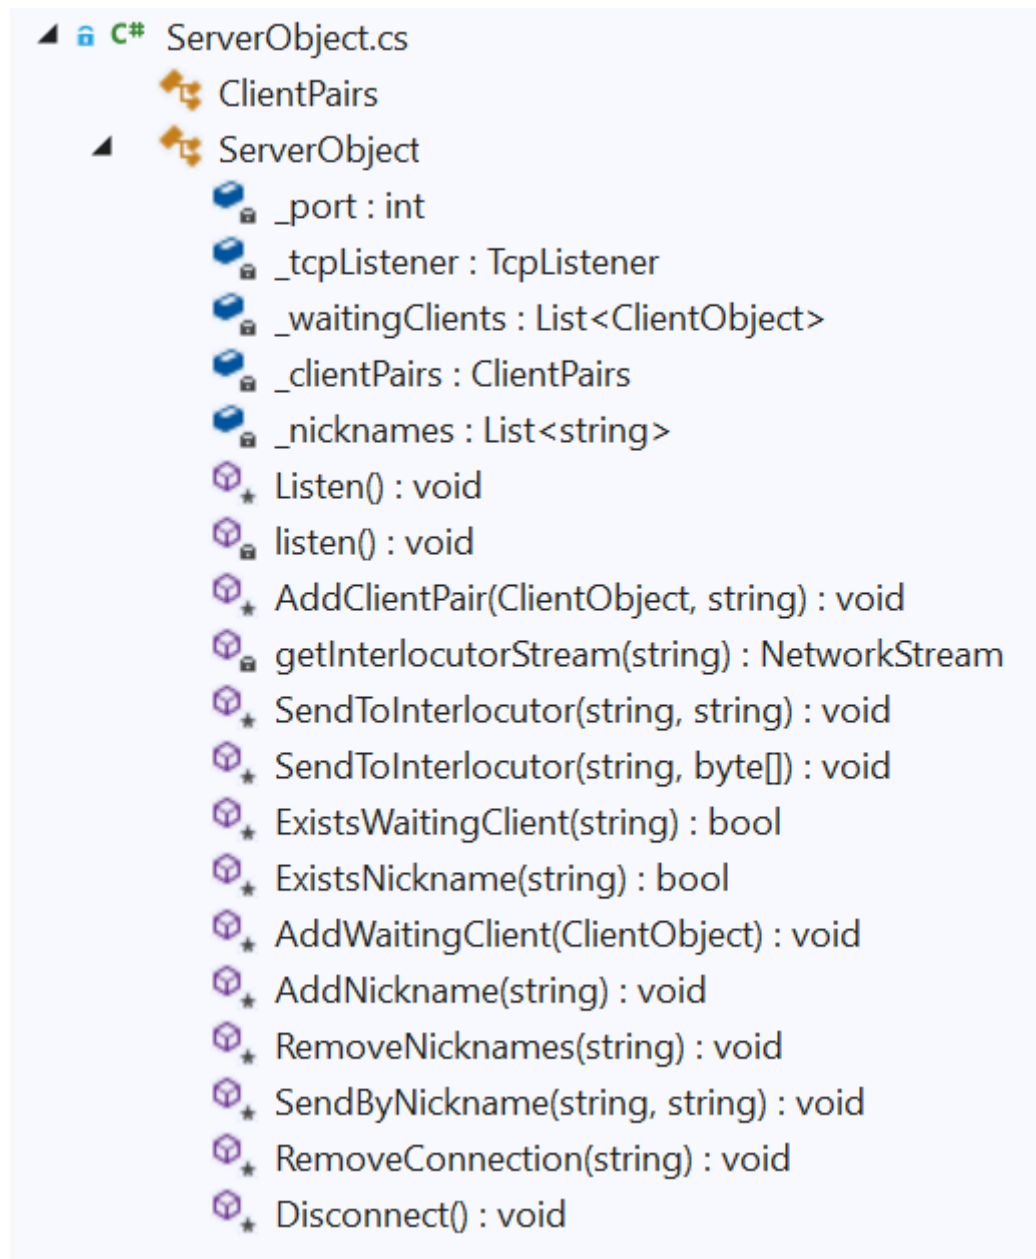 C# ServerObject.cs
ClientPairs
ServerObject
_port : int
_tcpListener : TcpListener
_waitingClients : List<ClientObject>
_clientPairs : ClientPairs
_nicknames : List<string>
Listen() : void
listen() : void
AddClientPair(ClientObject, string) : void
getInterlocutorStream(string) : NetworkStream
SendToInterlocutor(string, string) : void
SendToInterlocutor(string, byte[]) : void
ExistsWaitingClient(string) : bool
ExistsNickname(string) : bool
AddWaitingClient(ClientObject) : void
AddNickname(string) : void
RemoveNicknames(string) : void
SendByNickname(string, string) : void
RemoveConnection(string) : void
Disconnect() : void